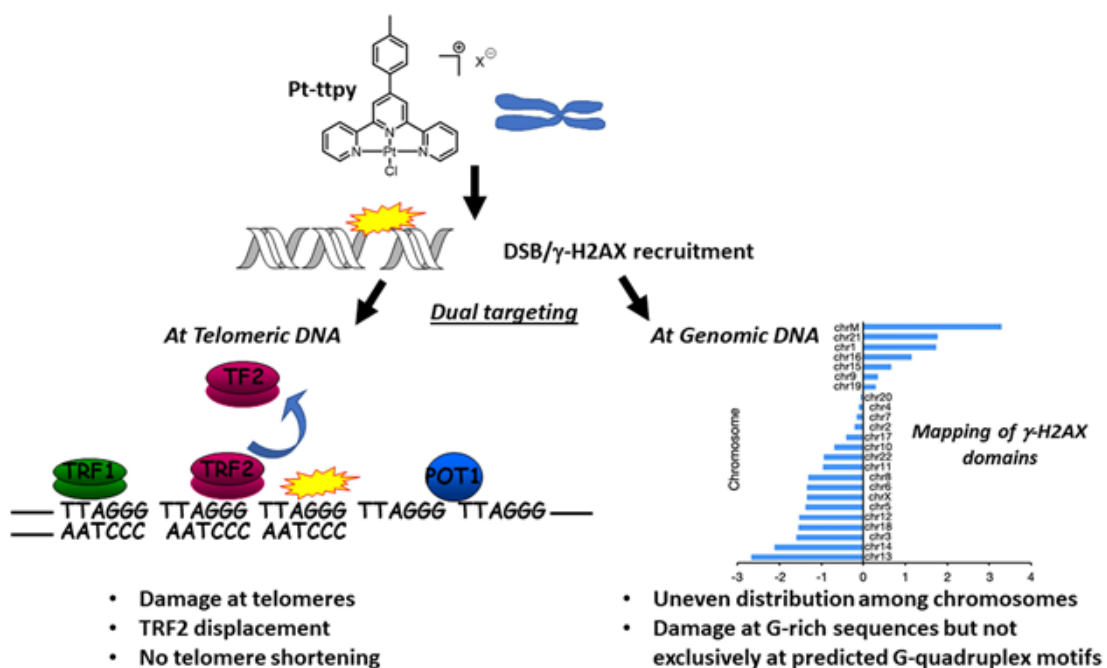 Pt-ttpy
⊕
X⊖
N
N
Pt
N
Cl
DSB/γ-H2AX recruitment
Dual targeting
At Telomeric DNA
At Genomic DNA
TF2
TRF1
TRF2
POT1
TTAGGG TTAGGG TTAGGG TTAGGG TTAGGG
AATCCC AATCCC AATCCC
Chromosome
chrM
chr21
chr1
chr16
chr15
chr9
chr19
chr20
chr4
chr7
chr2
chr17
chr10
chr22
chr11
chr8
chr6
chrX
chr5
chr12
chr18
chr3
chr14
chr13
-3 -2 -1 0 1 2 3 4
Mapping of γ-H2AX
domains
• Damage at telomeres
• TRF2 displacement
• No telomere shortening
• Uneven distribution among chromosomes
• Damage at G-rich sequences but not
exclusively at predicted G-quadruplex motifs